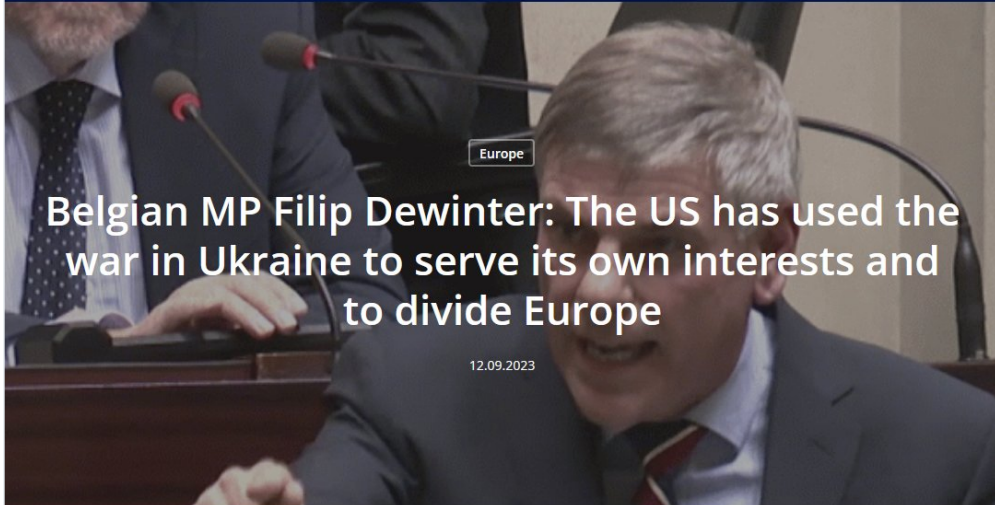 Europe
Belgian MP Filip Dewinter: The US has used the
war in Ukraine to serve its own interests and
to divide Europe
12.09.2023